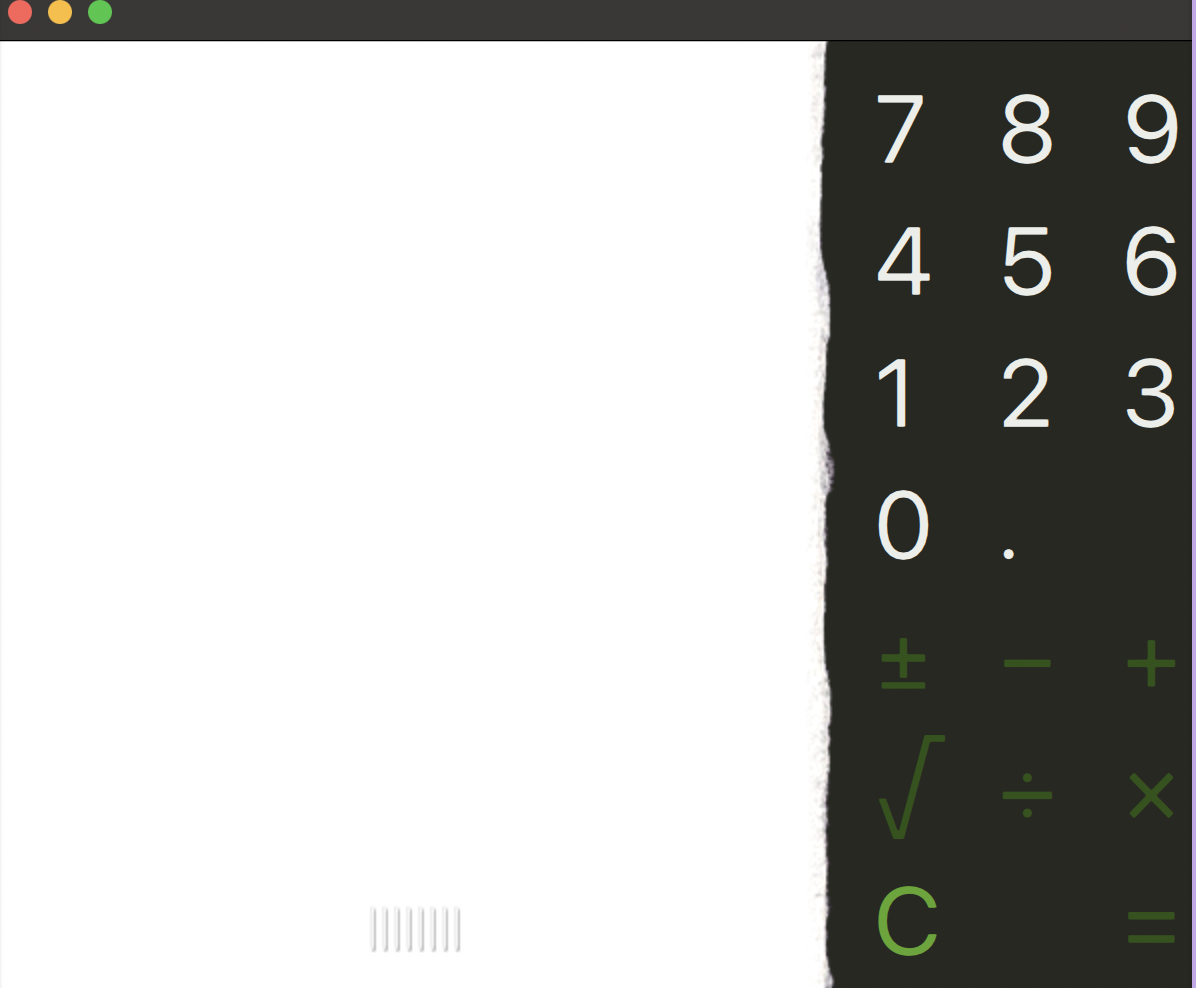 7 8 9
4 5 6
1 2 3
0 .
± − +
√ ÷ ×
C =